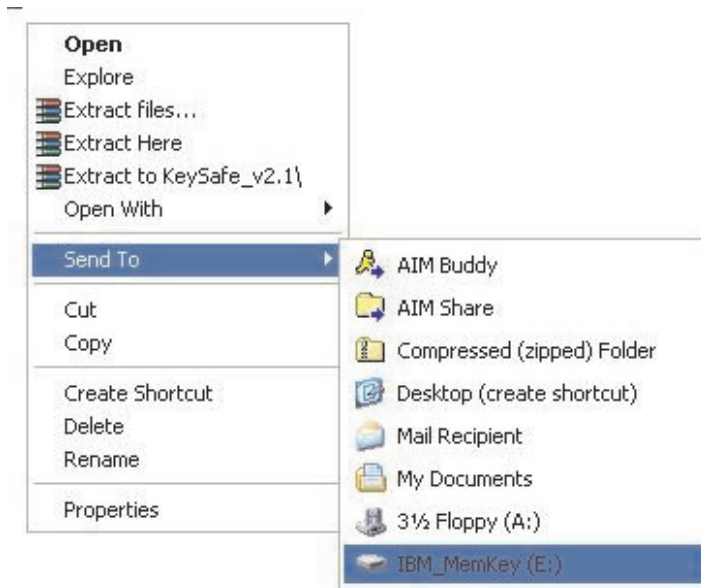 Open
Explore
Extract files...
Extract Here
Extract to KeySafe_v2.1\
Open With
Send To
Cut
Copy
Create Shortcut
Delete
Rename
Properties
AIM Buddy
AIM Share
Compressed (zipped) Folder
Desktop (create shortcut)
Mail Recipient
My Documents
3½ Floppy (A:)
IBM_MemKey (E:)